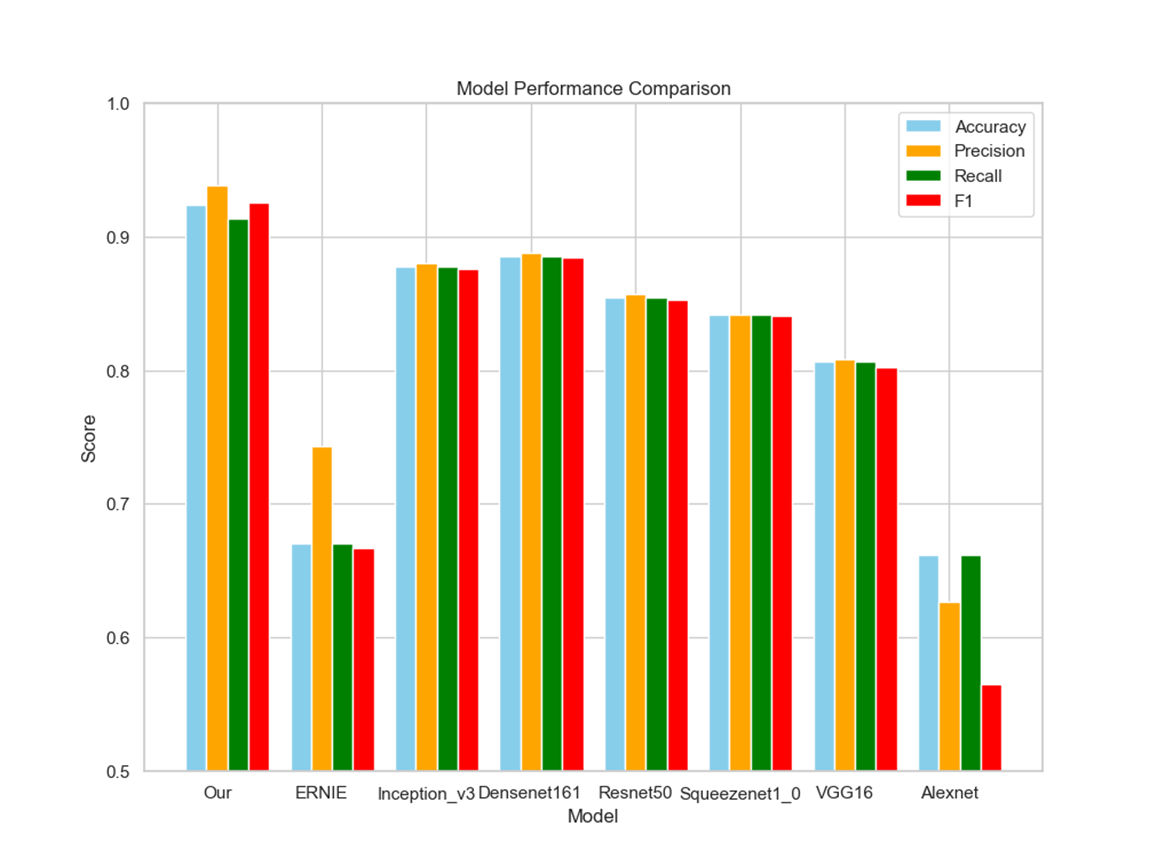 Model Performance Comparison
1.0
0.9
0.8
0.7
0.6
0.5
Score
Accuracy
Precision
Recall
F1
Our
ERNIE
Inception_v3
Densenet161
Resnet50
Squeezenet1_0
VGG16
Alexnet
Model